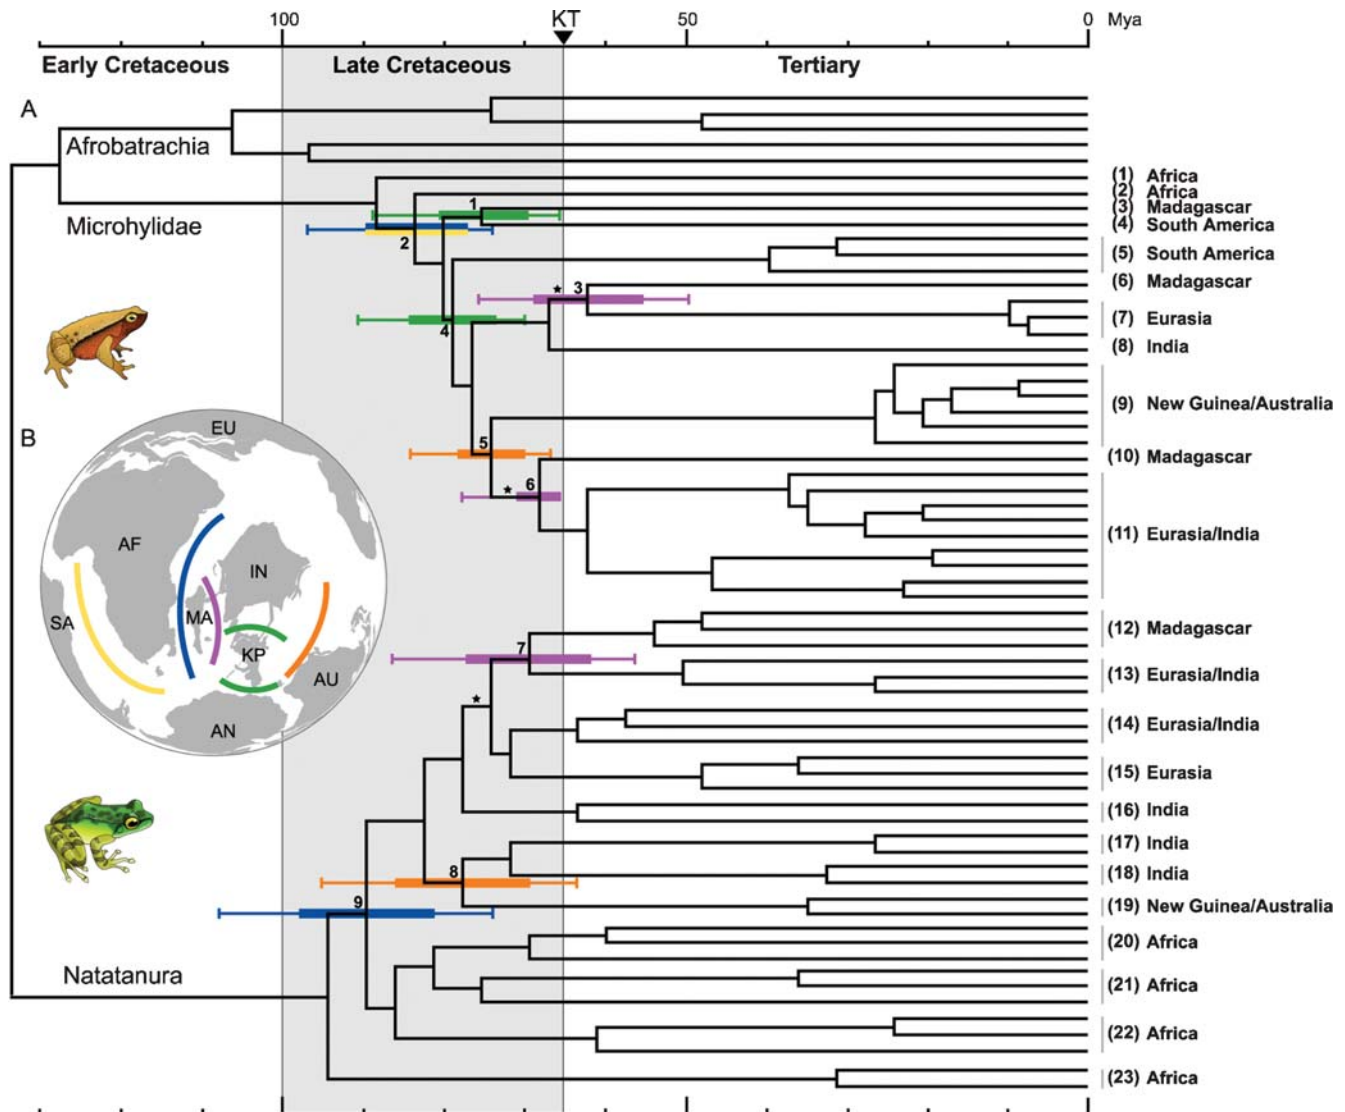 100 KT 50 0 Mya
Early Cretaceous Late Cretaceous Tertiary
A
Afrobatrachia
Microhylidae
(1) Africa
(2) Africa
1 (3) Madagascar
2 (4) South America
(5) South America
(6) Madagascar
★ 3
(7) Eurasia
4
(8) India
(9) New Guinea/Australia
B
EU
5
(10) Madagascar
★ 6
(11) Eurasia/India
AF
IN
SA
MA
KP
AU
AN
(12) Madagascar
7
(13) Eurasia/India
★
(14) Eurasia/India
(15) Eurasia
(16) India
(17) India
8
(18) India
9
(19) New Guinea/Australia
(20) Africa
Natatanura
(21) Africa
(22) Africa
(23) Africa